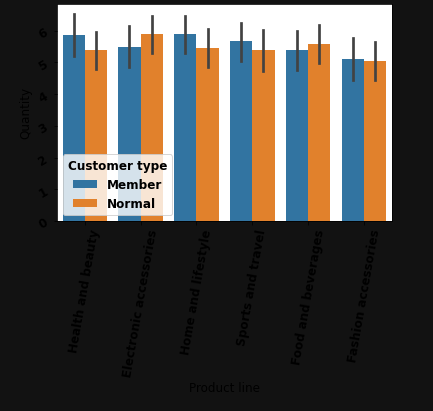 Quantity
6
5
4
3
2
1
0
Customer type
Member
Normal
Health and beauty
Electronic accessories
Home and lifestyle
Sports and travel
Food and beverages
Fashion accessories
Product line